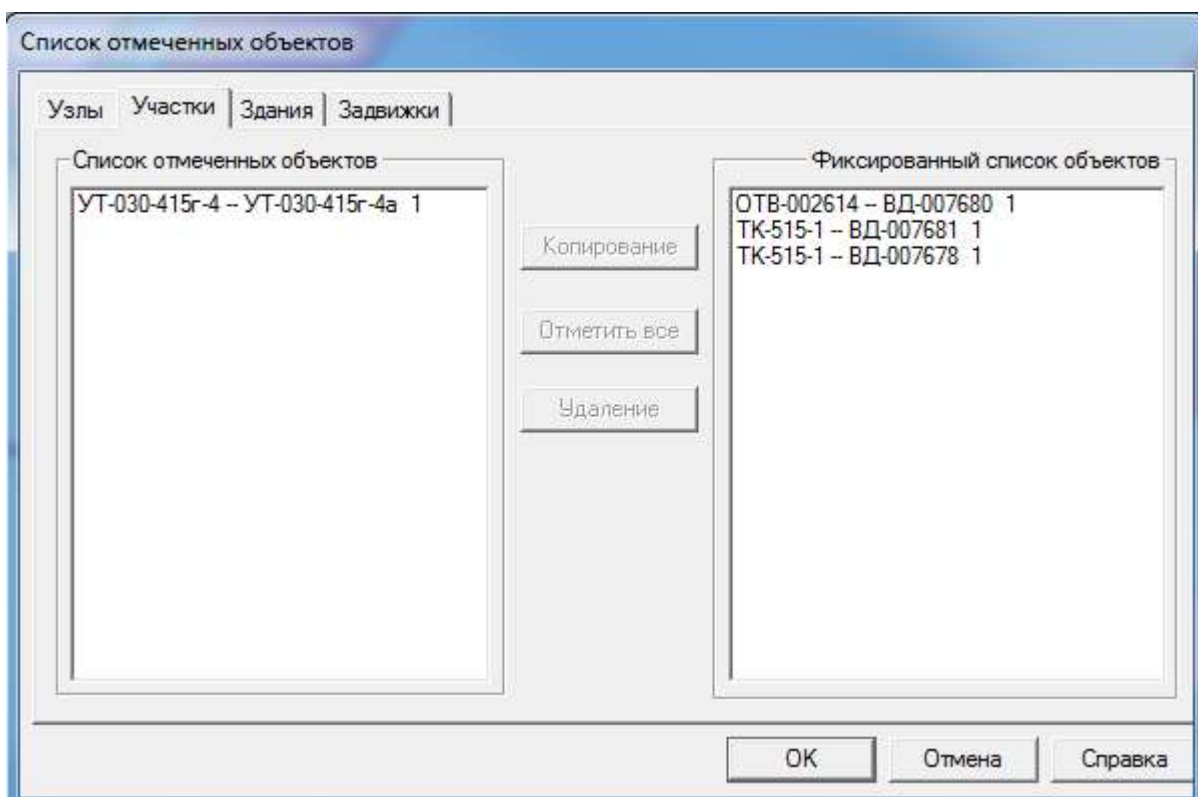 Список отмеченных объектов
Узлы Участки Здания Задвижки
Список отмеченных объектов
УТ-030-415г-4 -- УТ-030-415г-4а 1
Копирование
Отметить все
Удаление
Фиксированный список объектов
ОТВ-002614 -- ВД-007680 1
ТК-515-1 -- ВД-007681 1
ТК-515-1 -- ВД-007678 1
OK Отмена Справка